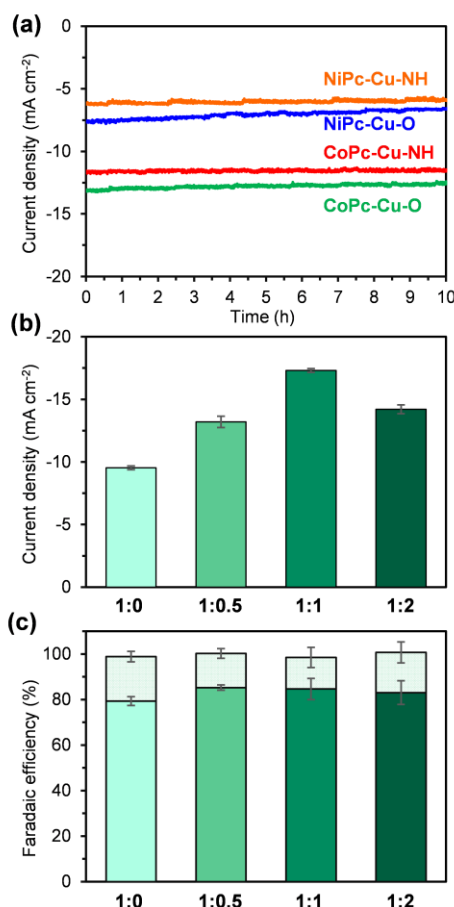 (a)
0
-5
-10
-15
-20
Current density (mA cm⁻²)
NiPc-Cu-NH
NiPc-Cu-O
CoPc-Cu-NH
CoPc-Cu-O
0 1 2 3 4 5 6 7 8 9 10
Time (h)
(b)
-20
-15
-10
-5
0
Current density (mA cm⁻²)
1:0 1:0.5 1:1 1:2
(c)
100
80
60
40
20
0
Faradaic efficiency (%)
1:0 1:0.5 1:1 1:2